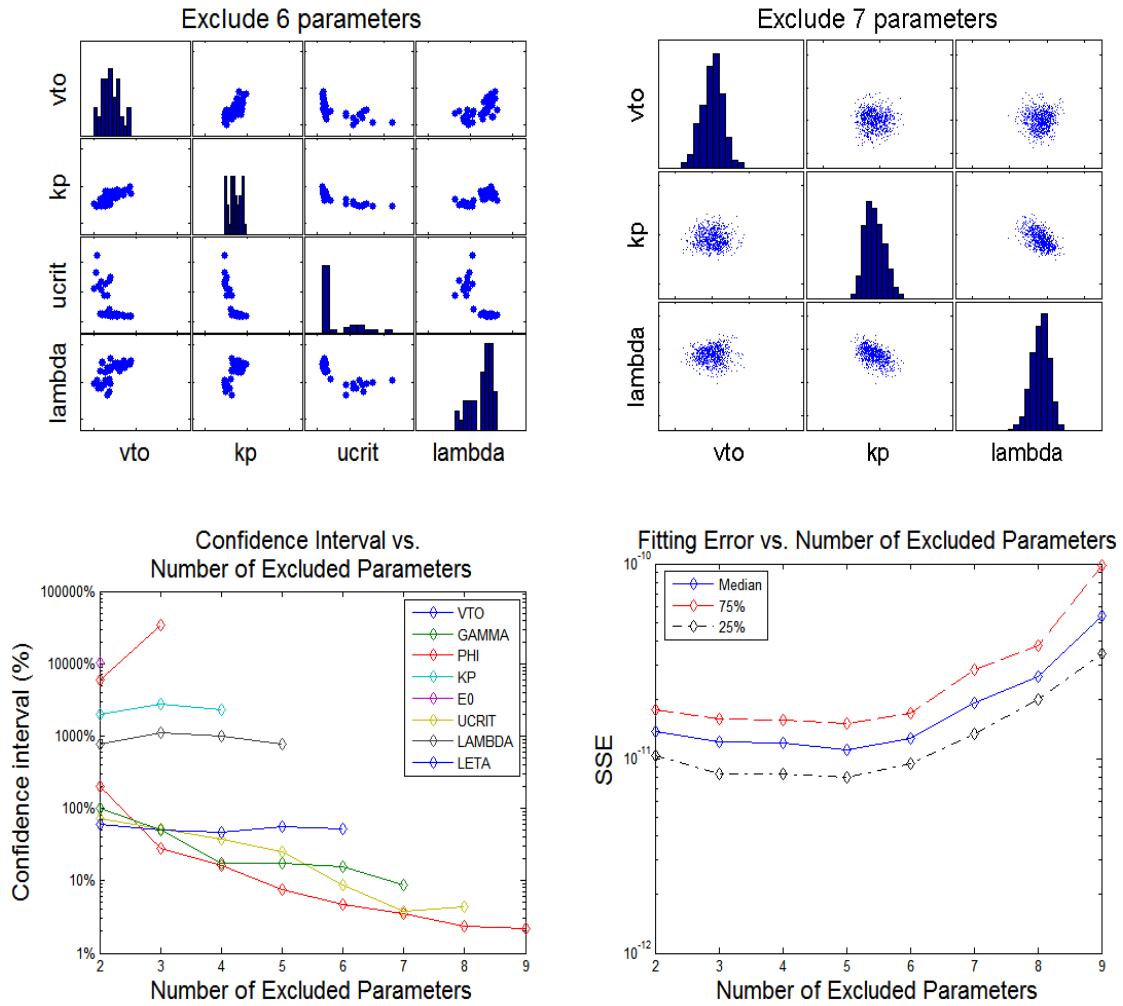 Exclude 6 parameters
vto
kp
ucrit
lambda
vto kp ucrit lambda
Exclude 7 parameters
vto
kp
lambda
vto kp lambda
Confidence Interval vs.
Number of Excluded Parameters
Confidence interval (%)
100000%
10000%
1000%
100%
10%
1%
VTO
GAMMA
PHI
KP
E0
UCRIT
LAMBDA
LETA
2 3 4 5 6 7 8 9
Number of Excluded Parameters
Fitting Error vs. Number of Excluded Parameters
SSE
10^-10
10^-11
10^-12
Median
75%
25%
2 3 4 5 6 7 8 9
Number of Excluded Parameters